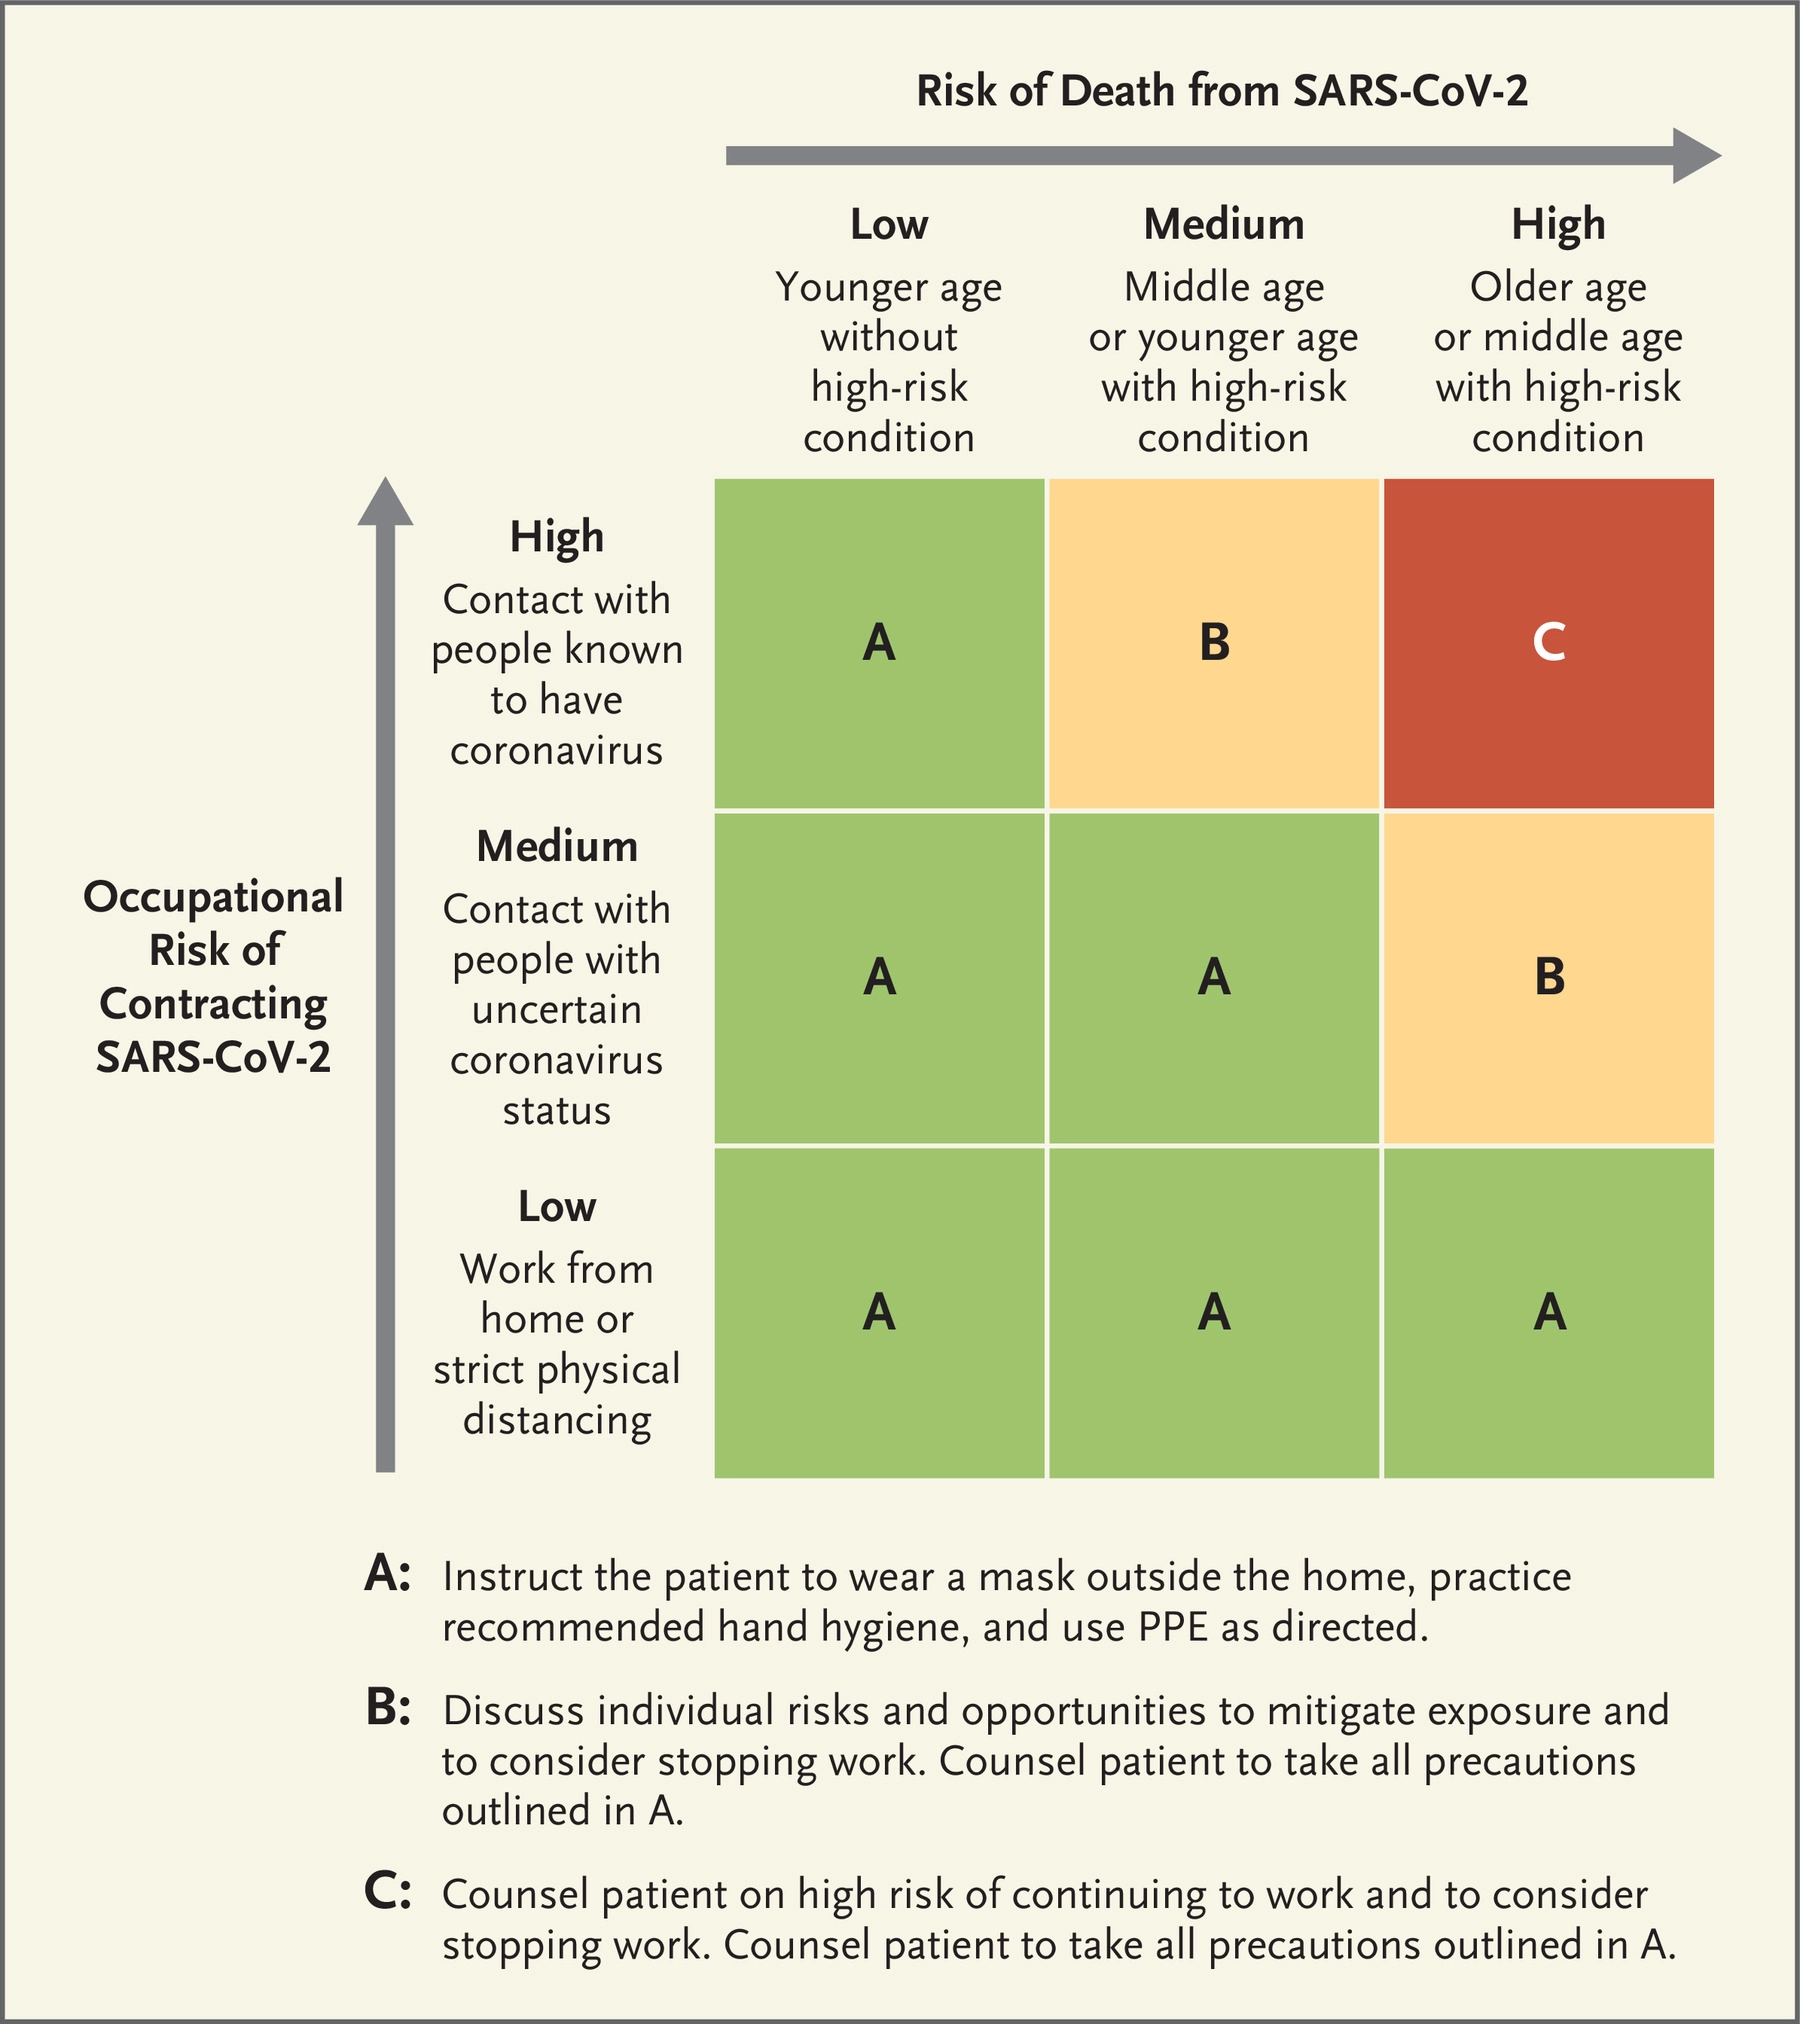 Risk of Death from SARS-CoV-2
Low
Younger age
without
high-risk
condition
Medium
Middle age
or younger age
with high-risk
condition
High
Older age
or middle age
with high-risk
condition
Occupational
Risk of
Contracting
SARS-CoV-2
High
Contact with
people known
to have
coronavirus
A
B
C
Medium
Contact with
people with
uncertain
coronavirus
status
A
A
B
Low
Work from
home or
strict physical
distancing
A
A
A
A: Instruct the patient to wear a mask outside the home, practice
recommended hand hygiene, and use PPE as directed.
B: Discuss individual risks and opportunities to mitigate exposure and
to consider stopping work. Counsel patient to take all precautions
outlined in A.
C: Counsel patient on high risk of continuing to work and to consider
stopping work. Counsel patient to take all precautions outlined in A.